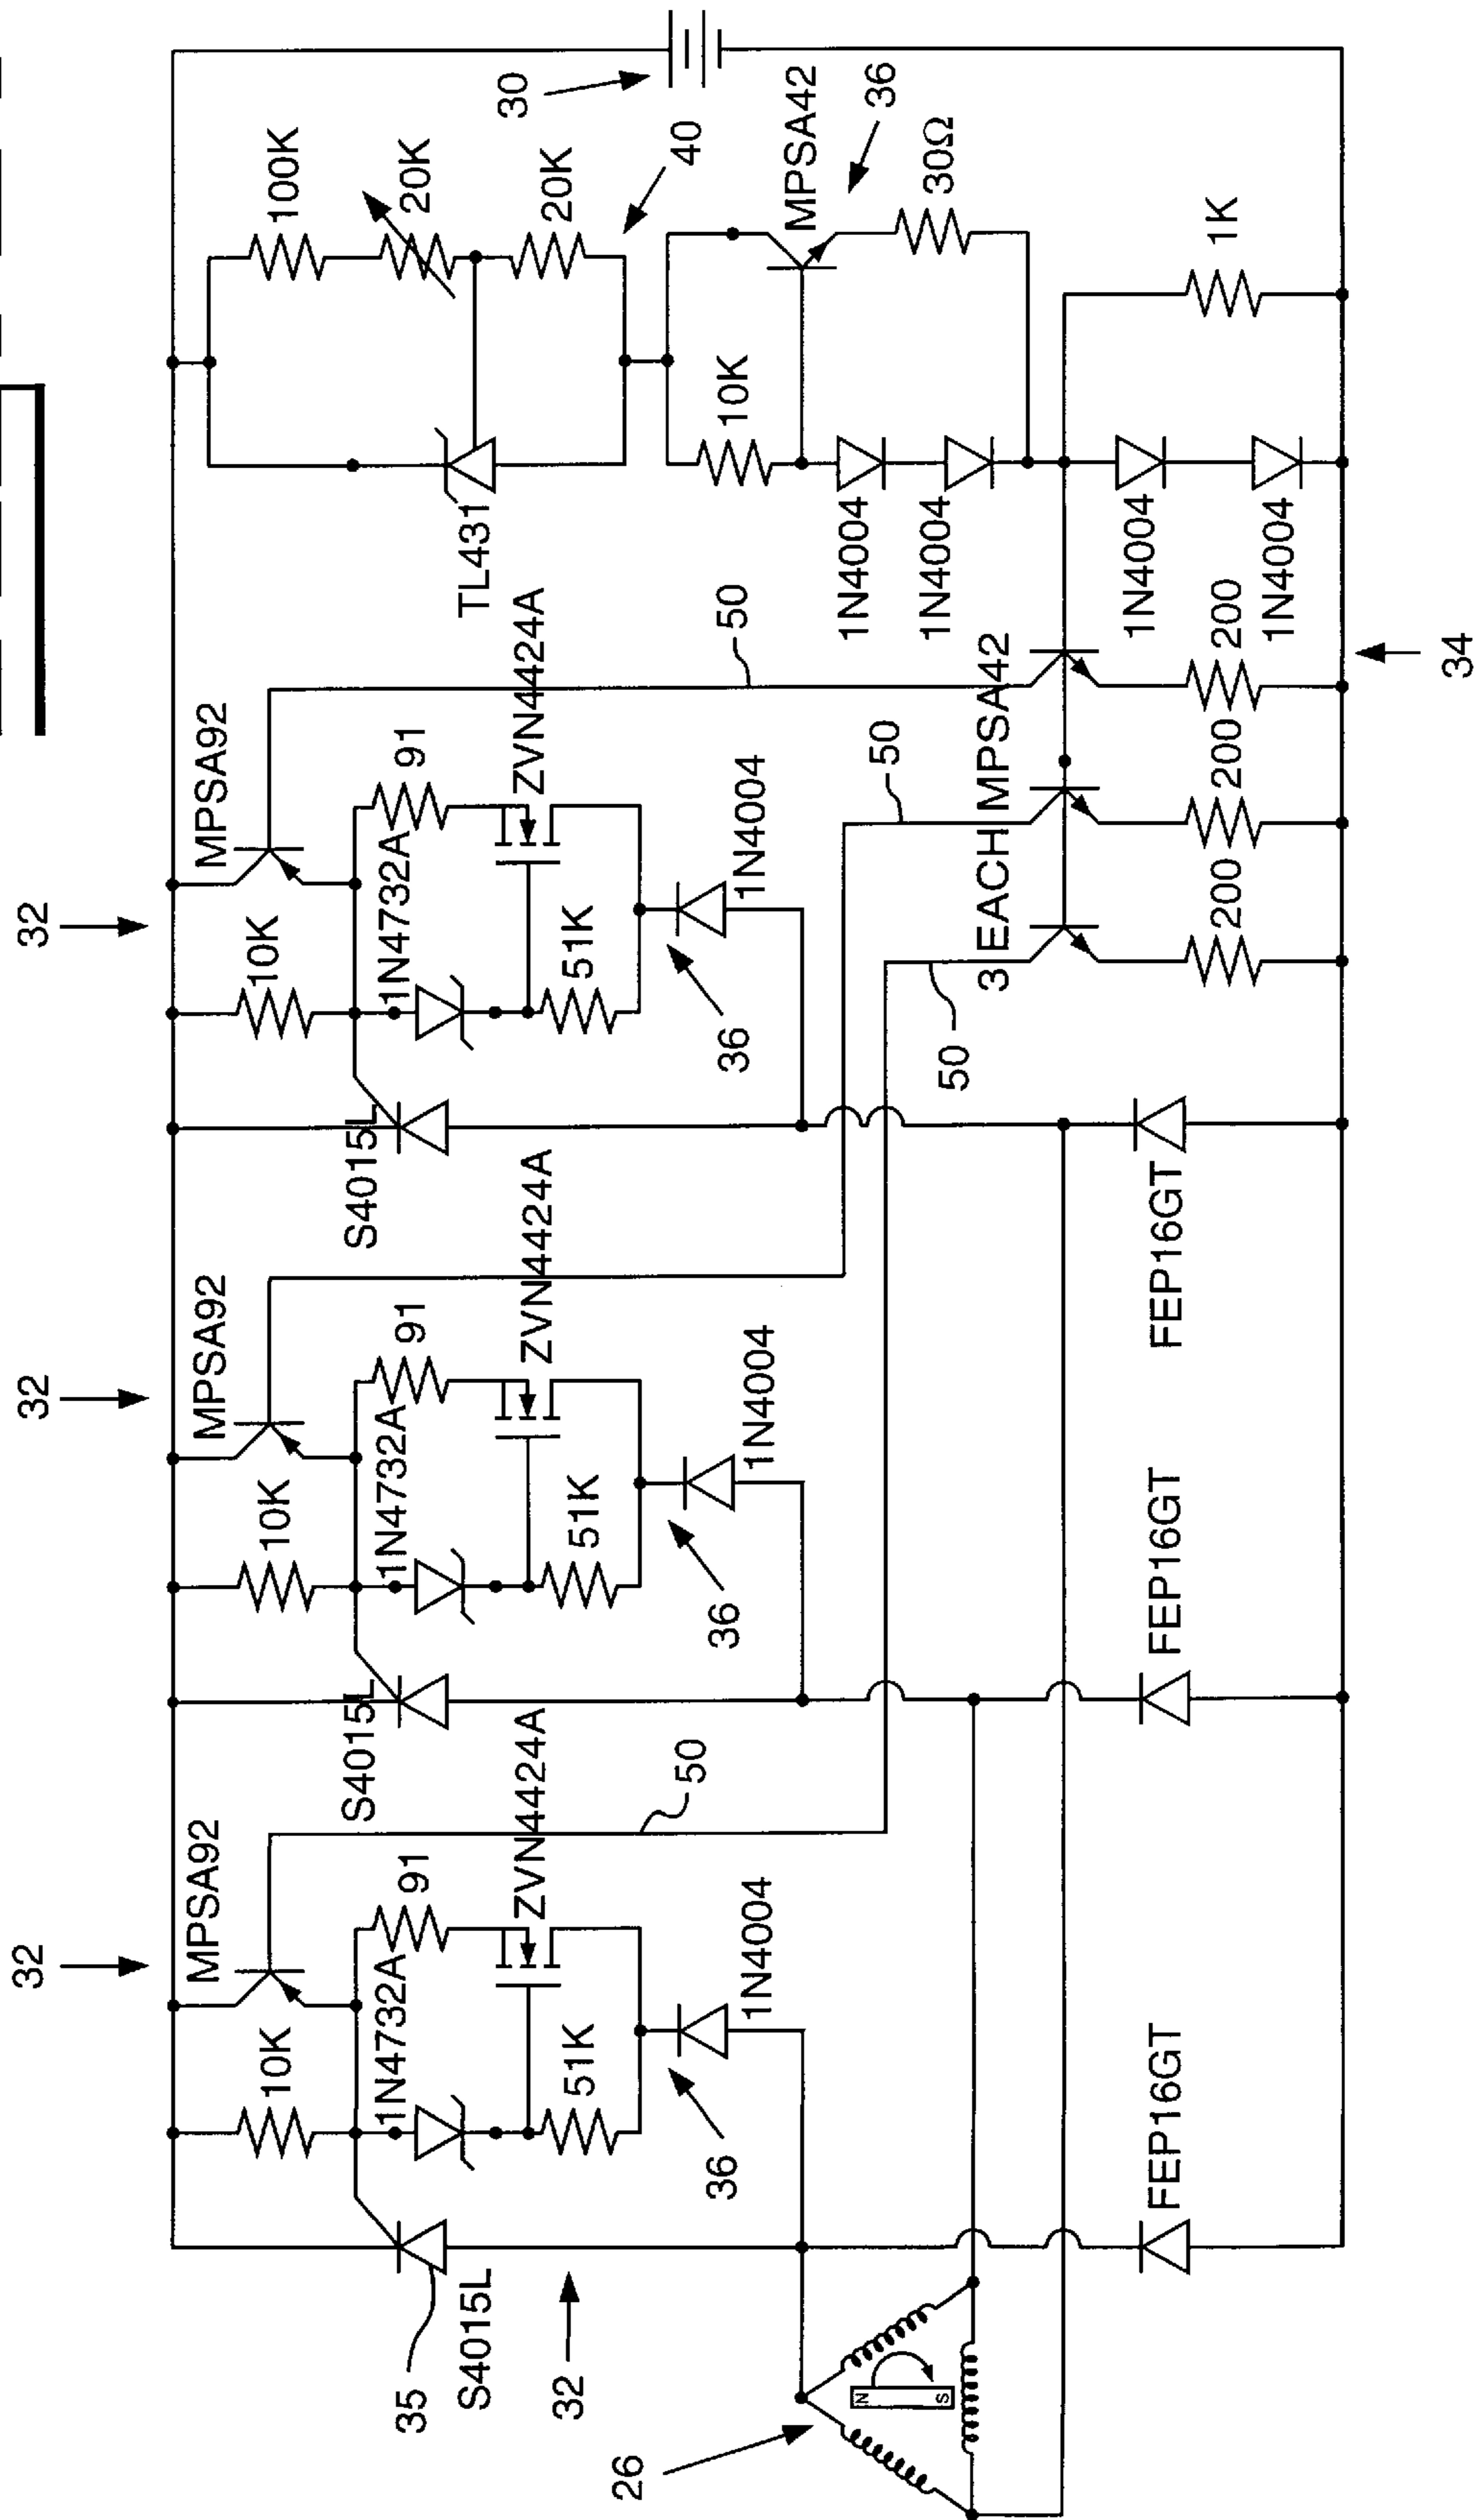 32
32
32
MPSA92
MPSA92
MPSA92
10K
10K
10K
100K
30
35
1N4732A
91
S4015L
1N4732A
91
S4015L
1N4732A
91
20K
S4015L
TL431
ZVN4424A
ZVN4424A
ZVN4424A
20K
32
51K
51K
51K
40
26
36
50
36
36
50
10K
1N4004
1N4004
1N4004
MPSA42
N
S
50
1N4004
36
50
1N4004
30Ω
3 EACH MPSA42
FEP16GT
FEP16GT
FEP16GT
1N4004
200
200
200
1K
1N4004
34